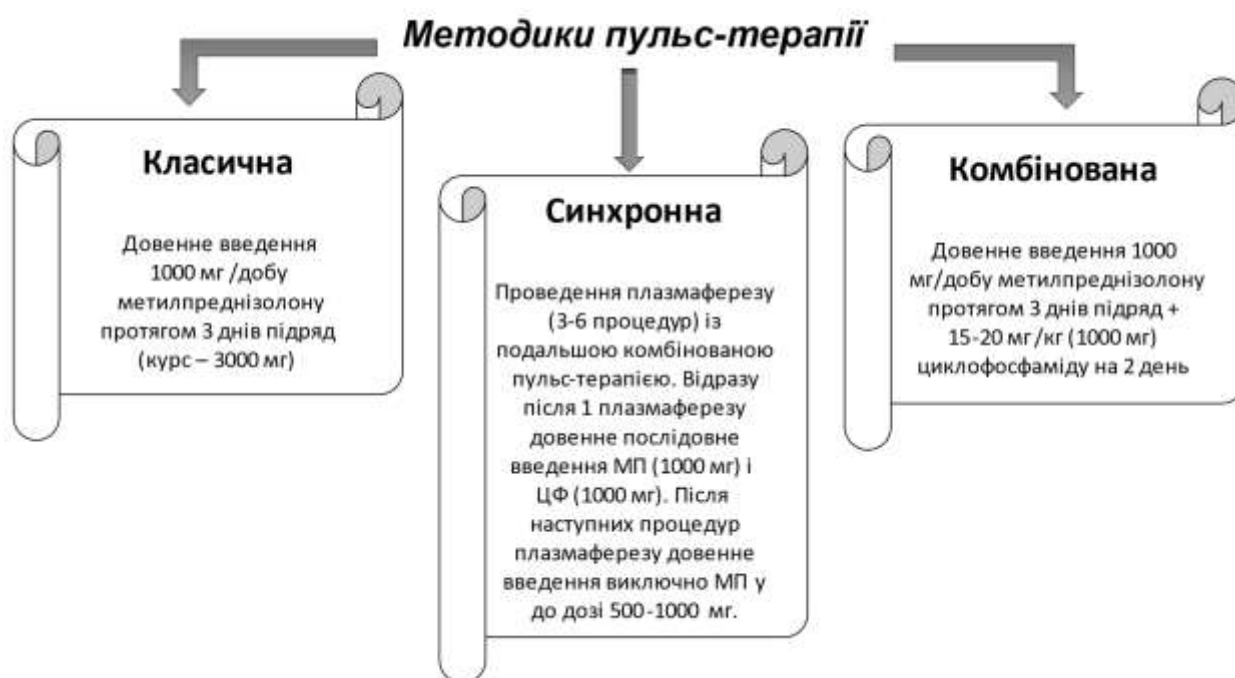 Методики пульс-терапії
Класична
Довенне введення
1000 мг /добу
метилпреднізолону
протягом 3 днів підряд
(курс – 3000 мг)
Синхронна
Проведення плазмаферезу
(3-6 процедур) із
подальшою комбінованою
пульс-терапією. Відразу
після 1 плазмаферезу
довенне послідовне
введення МП (1000 мг) і
ЦФ (1000 мг). Після
наступних процедур
плазмаферезу довенне
введення виключно МП у
до дозі 500-1000 мг.
Комбінована
Довенне введення 1000
мг/добу метилпреднізолону
протягом 3 днів підряд +
15-20 мг/кг (1000 мг)
циклофосфаміду на 2 день